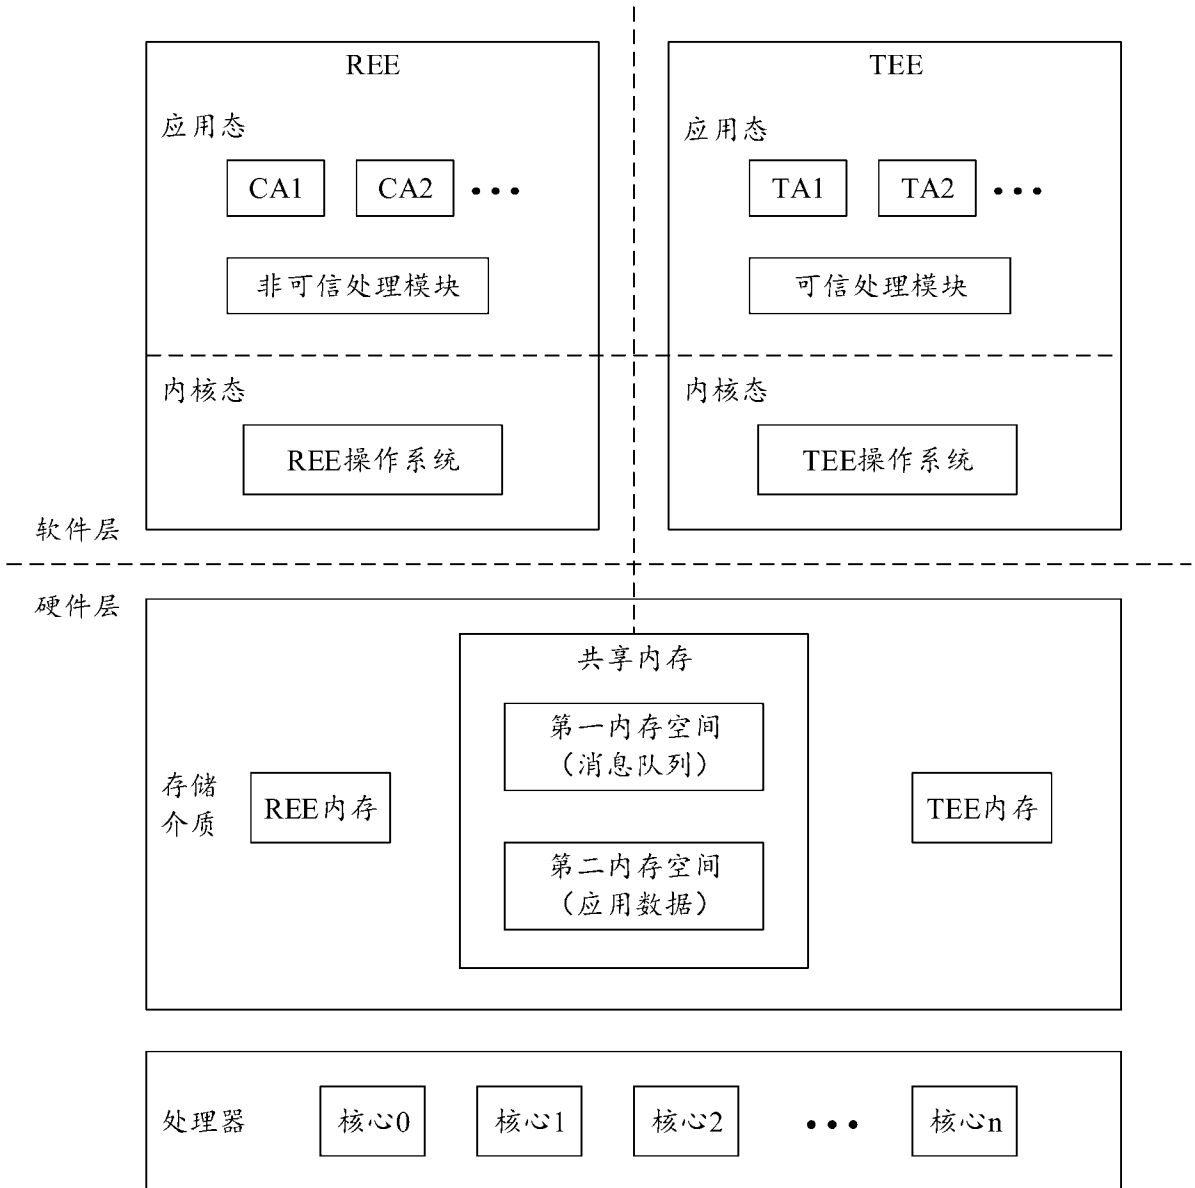 REE
应用态
CA1 CA2 •••
非可信处理模块
内核态
REE操作系统
TEE
应用态
TA1 TA2 •••
可信处理模块
内核态
TEE操作系统
软件层
硬件层
共享内存
第一内存空间
（消息队列）
第二内存空间
（应用数据）
存储
介质
REE内存
TEE内存
处理器 核心0 核心1 核心2 ••• 核心n